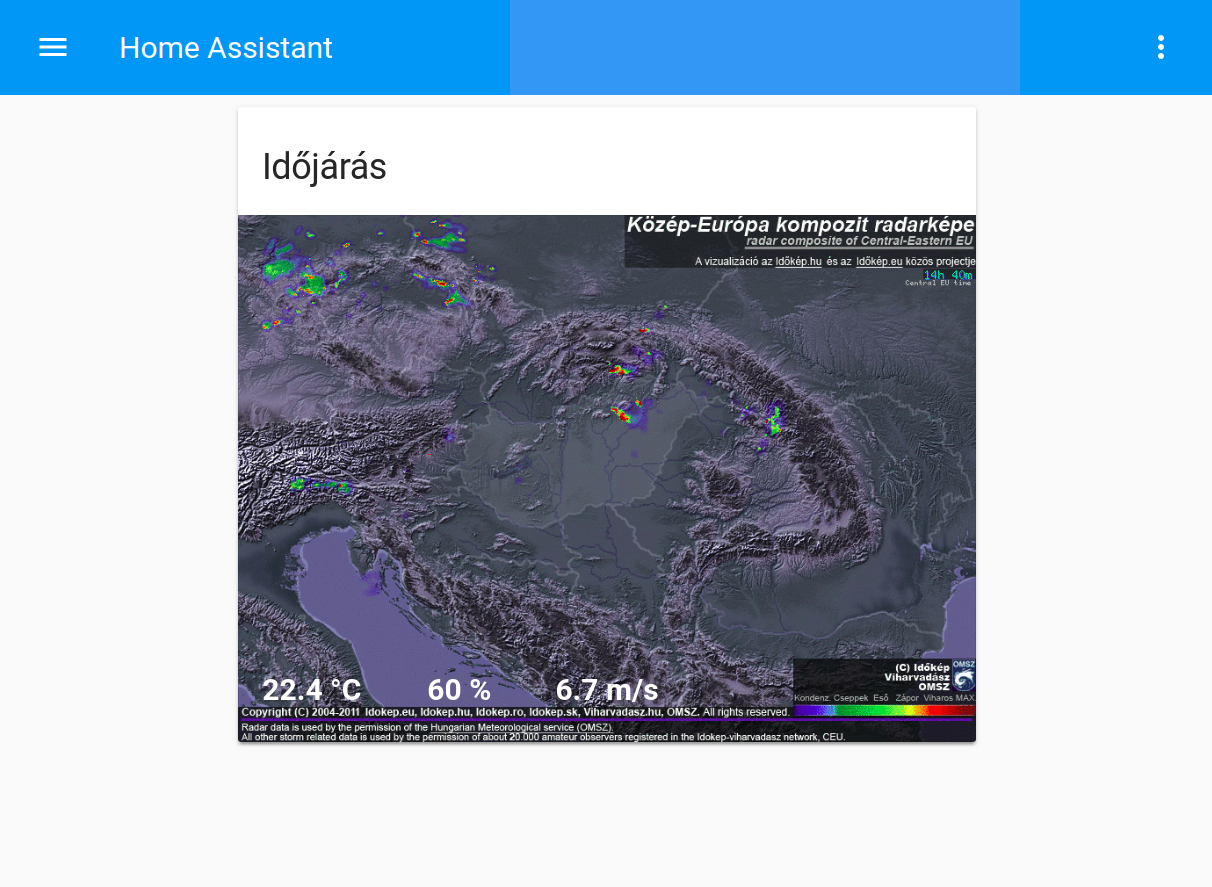 Home Assistant
Időjárás
Közép-Európa kompozit radarképe
radar composite of Central-Eastern EU
A vizualizáció az Időkép.hu és az Időkép.eu közös projectje
14h 40m
Central EU time
22.4 °C 60 % 6.7 m/s
(C) Időkép
Viharvadász
OMSZ
OMSZ
Kondenz. Cseppek Eső Zápor Viharos MAX
Copyright (C) 2004-2011 Idokep.eu, Idokep.hu, Idokep.ro, Idokep.sk, Viharvadasz.hu, OMSZ. All rights reserved.
Radar data is used by the permission of the Hungarian Meteorological service (OMSZ).
All other storm related data is used by the permission of about 20.000 amateur observers registered in the Idokep-viharvadasz network, CEU.